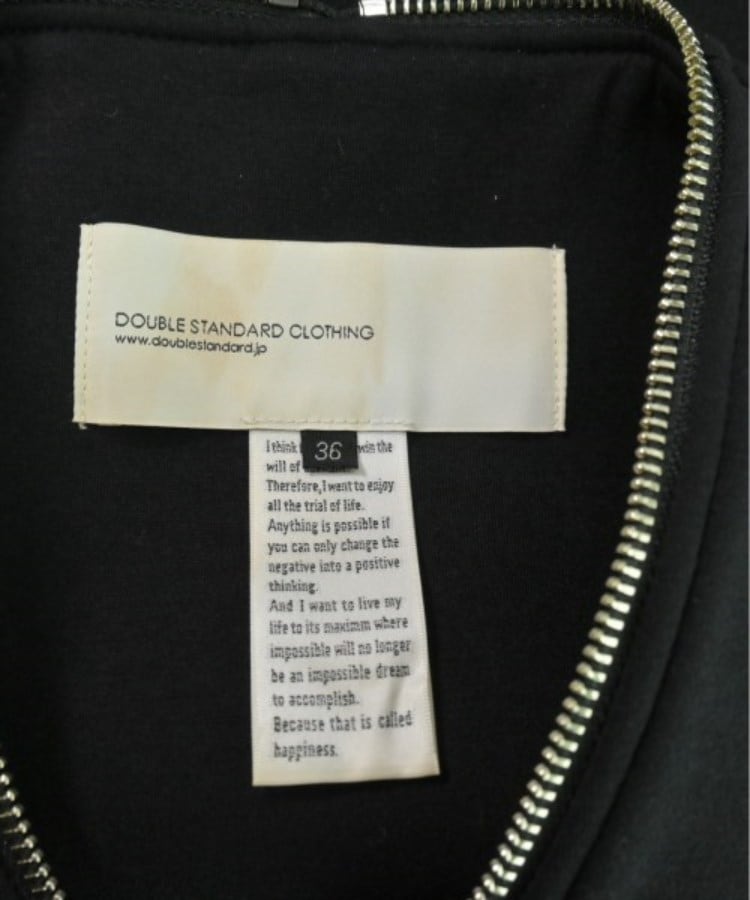 DOUBLE STANDARD CLOTHING
www.doublestandard.jp
36
I think win the
will of
Therefore, I want to enjoy
all the trial of life.
Anything is possible if
you can only change the
negative into a positive
thinking.
And I want to live my
life to its maximm where
impossible will no longer
be an impossible dream
to accomplish.
Because that is called
happiness.